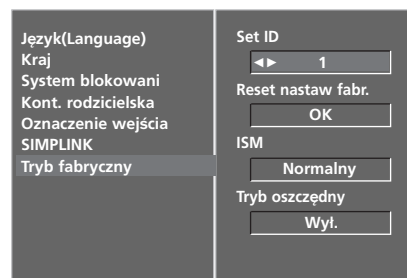 Język(Language)
Kraj
System blokowani
Kont. rodzicielska
Oznaczenie wejścia
SIMPLINK
Tryb fabryczny
Set ID
◄► 1
Reset nastaw fabr.
OK
ISM
Normalny
Tryb oszczędny
Wył.